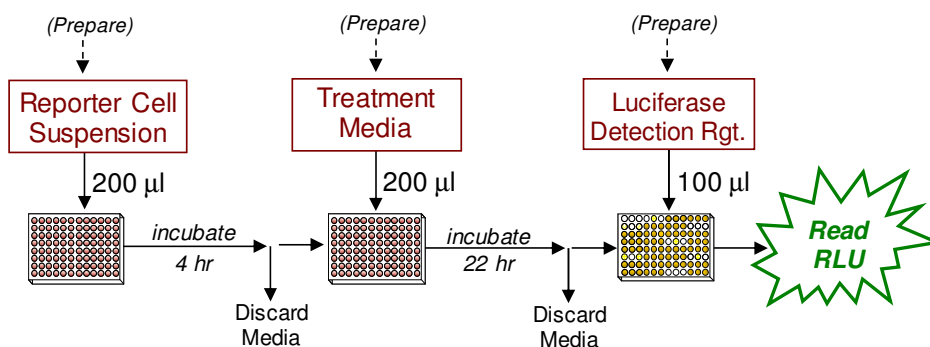 (Prepare)
(Prepare)
(Prepare)
Reporter Cell
Suspension
Treatment
Media
Luciferase
Detection Rgt.
200 µl
200 µl
100 µl
incubate
4 hr
incubate
22 hr
Read
RLU
Discard
Media
Discard
Media